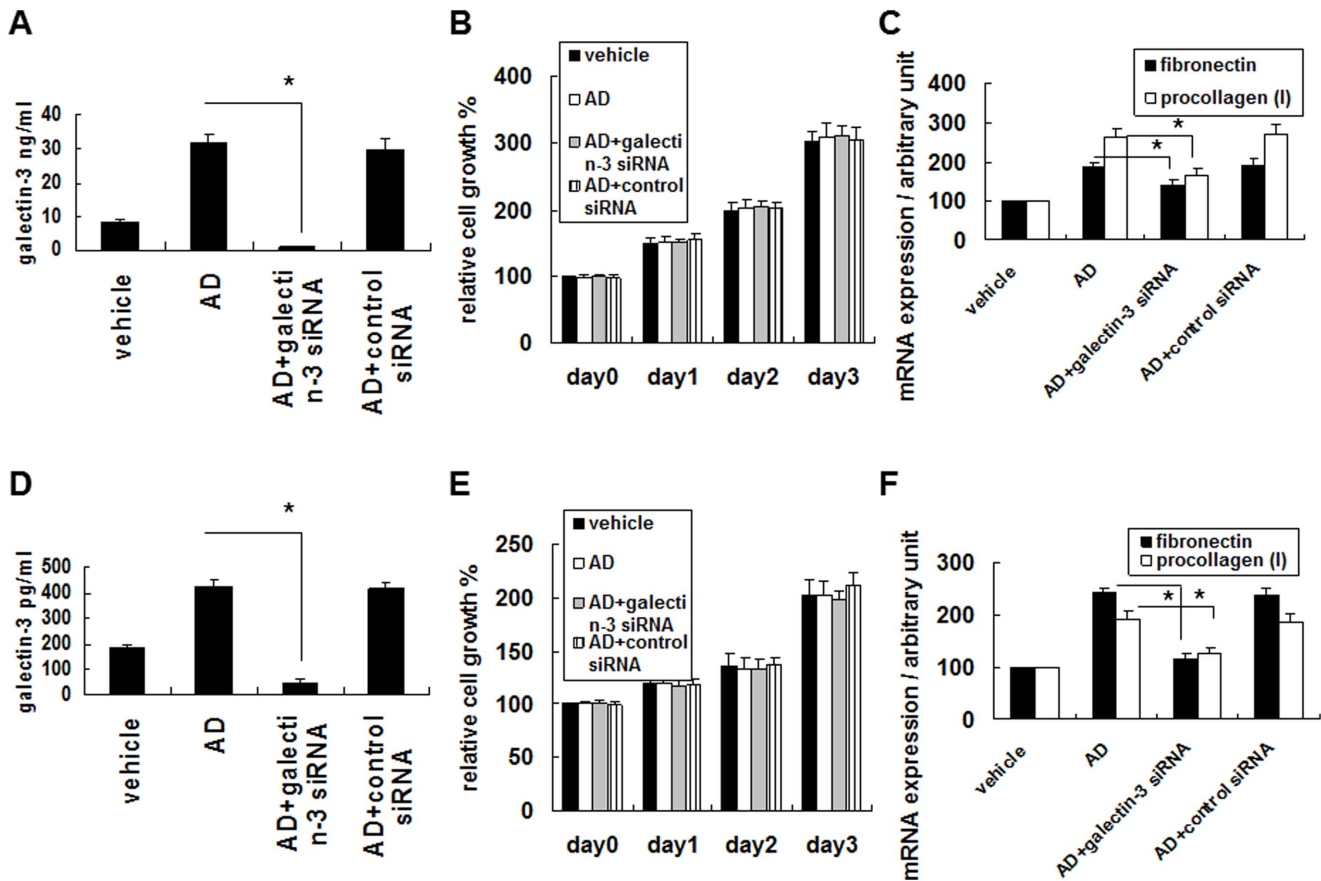 A
galectin-3 ng/ml
40
30
20
10
0
*
vehicle
AD
AD+galecti
n-3 siRNA
AD+control
siRNA
B
relative cell growth %
400
300
200
100
0
vehicle
AD
AD+galecti
n-3 siRNA
AD+control
siRNA
day0
day1
day2
day3
C
mRNA expression / arbitrary unit
400
300
200
100
0
fibronectin
procollagen (I)
*
*
vehicle
AD
AD+galectin-3 siRNA
AD+control siRNA
D
galectin-3 pg/ml
500
400
300
200
100
0
*
vehicle
AD
AD+galecti
n-3 siRNA
AD+control
siRNA
E
relative cell growth %
250
200
150
100
50
0
vehicle
AD
AD+galecti
n-3 siRNA
AD+control
siRNA
day0
day1
day2
day3
F
mRNA expression / arbitrary unit
300
200
100
0
fibronectin
procollagen (I)
* *
vehicle
AD
AD+galectin-3 siRNA
AD+control siRNA